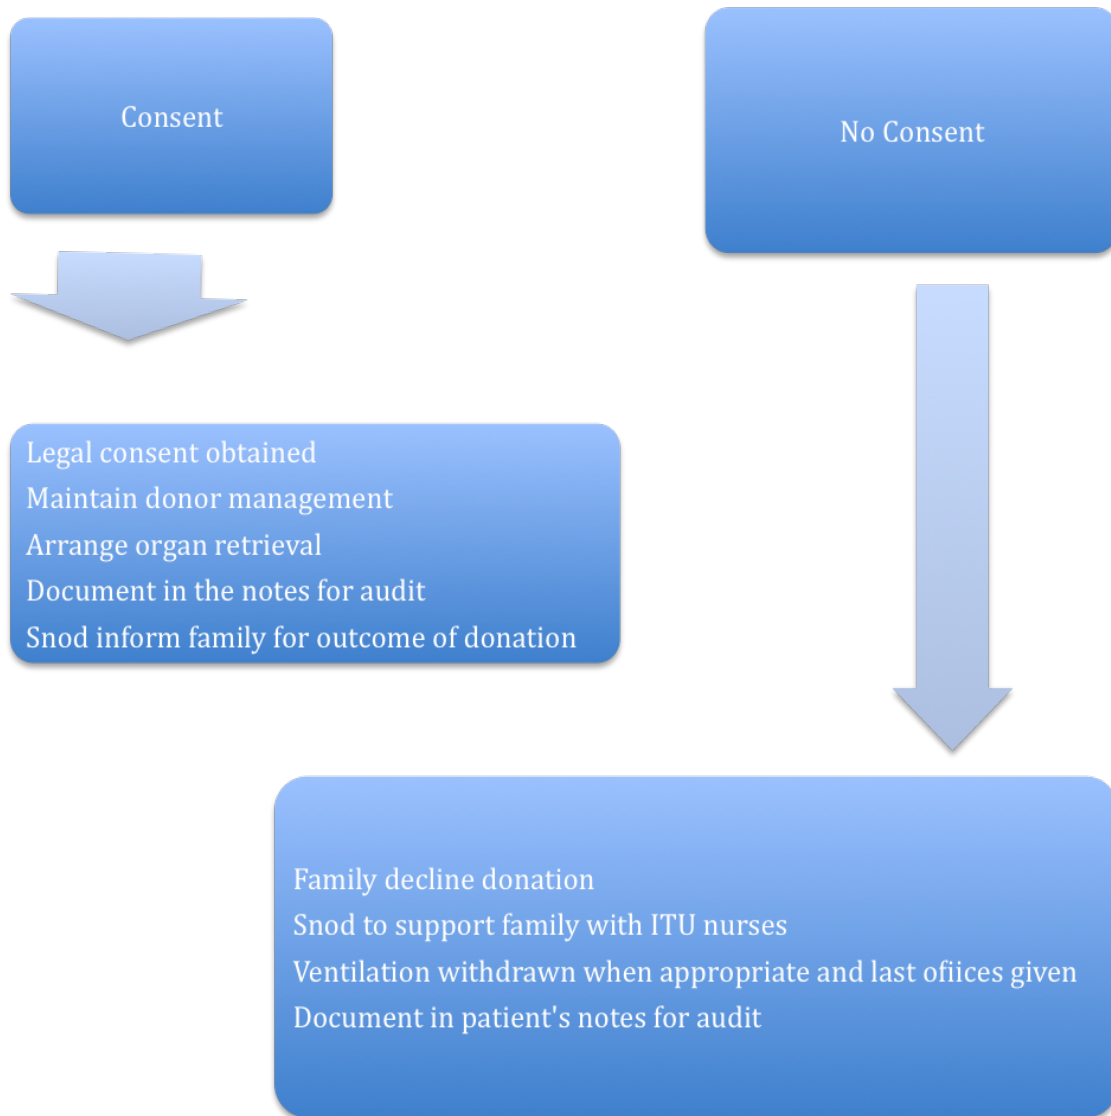 Consent
No Consent
Legal consent obtained
Maintain donor management
Arrange organ retrieval
Document in the notes for audit
Snod inform family for outcome of donation
Family decline donation
Snod to support family with ITU nurses
Ventilation withdrawn when appropriate and last ofiices given
Document in patient's notes for audit